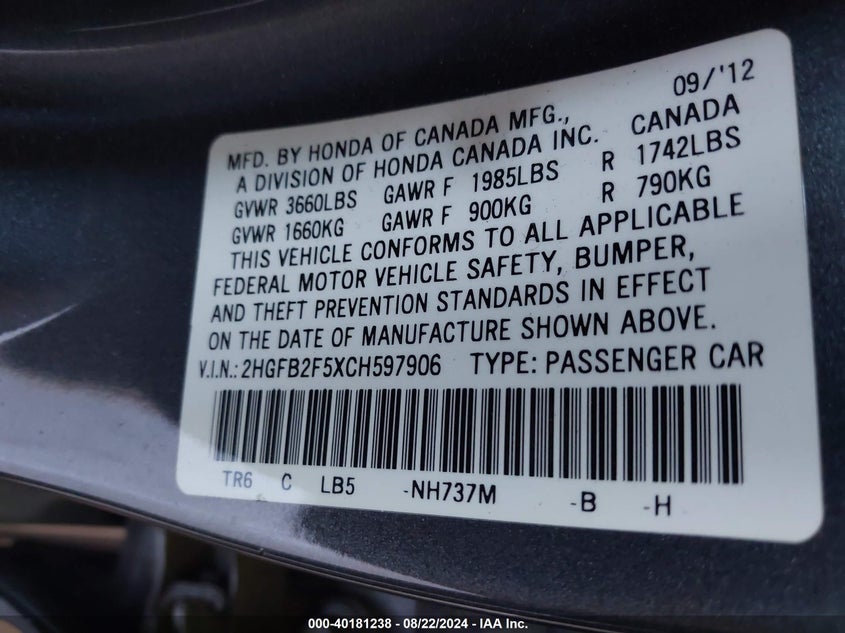 09/'12
MFD. BY HONDA OF CANADA MFG.,
A DIVISION OF HONDA CANADA INC. CANADA
GVWR 3660LBS GAWR F 1985LBS R 1742LBS
GVWR 1660KG GAWR F 900KG R 790KG
THIS VEHICLE CONFORMS TO ALL APPLICABLE
FEDERAL MOTOR VEHICLE SAFETY, BUMPER,
AND THEFT PREVENTION STANDARDS IN EFFECT
ON THE DATE OF MANUFACTURE SHOWN ABOVE.
V.I.N.: 2HGFB2F5XCH597906 TYPE: PASSENGER CAR
TR6 C LB5 -NH737M -B -H
000-40181238 - 08/22/2024 - IAA Inc.